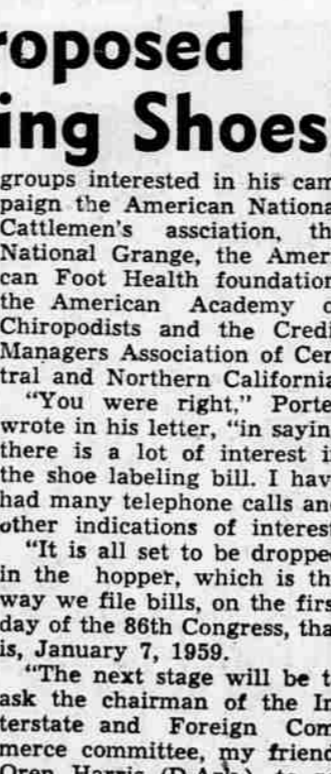 roposed
ing Shoes
groups interested in his cam
paign the American Nationa
Cattlemen's assciation, th
National Grange, the Amer
can Foot Health foundation
the American Academy o
Chiropodists and the Credi
Managers Association of Cen
tral and Northern California
"You were right," Porte
wrote in his letter, "in sayin
there is a lot of interest i
the shoe labeling bill. I hav
had many telephone calls an
other indications of interes
"It is all set to be droppe
in the hopper, which is th
way we file bills, on the firs
day of the 86th Congress, tha
is, January 7, 1959.
"The next stage will be t
ask the chairman of the In
terstate and Foreign Com
merce committee, my friend
Oren Harris (D-Ark)